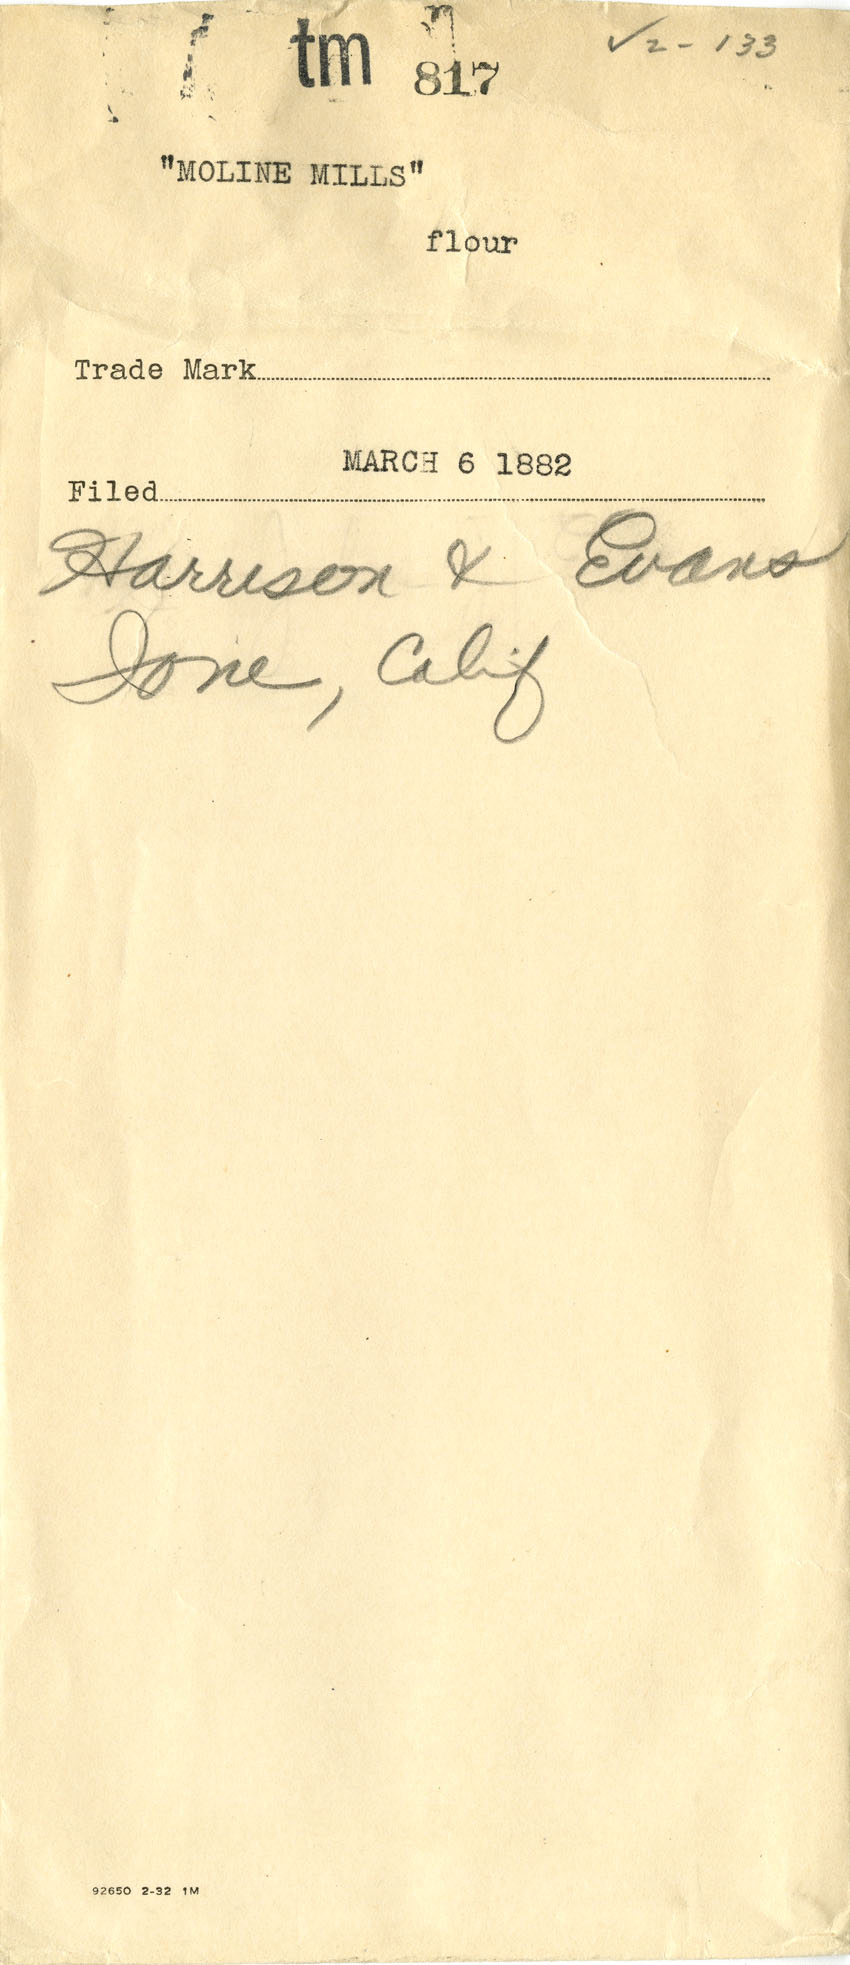 tm 817
✓ 2-133
"MOLINE MILLS"
flour
Trade Mark
MARCH 6 1882
Filed
Harrison & Evans
Ione, Calif
92650 2-32 1M